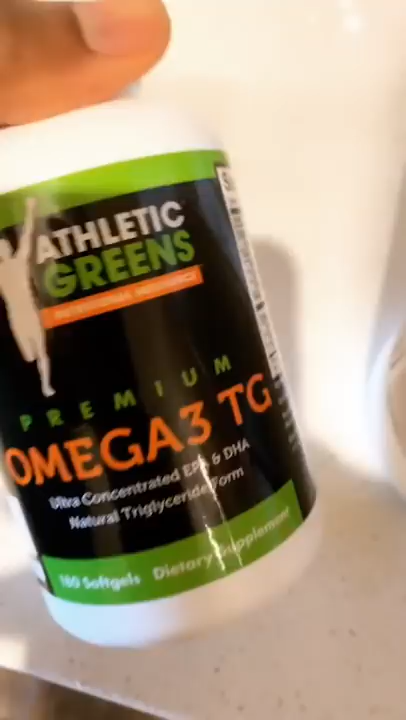 ATHLETIC
GREENS
PREMIUM
OMEGA3 TG
Ultra Concentrated EPA & DHA
Natural Triglyceride Form
180 Softgels Dietary Supplement